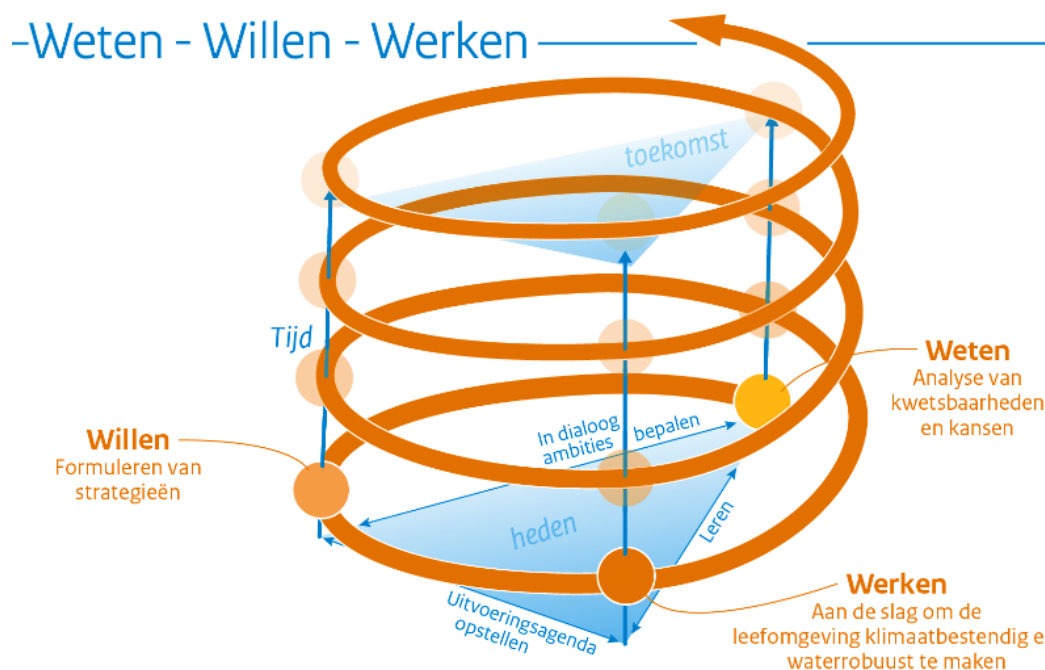 Weten - Willen - Werken
toekomst
Tijd
Weten
Analyse van
kwetsbaarheden
en kansen
In dialoog
ambities
bepalen
Willen
Formuleren van
strategieën
heden
Leren
Uitvoeringsagenda
opstellen
Werken
Aan de slag om de
leefomgeving klimaatbestendig e
waterrobuust te maken